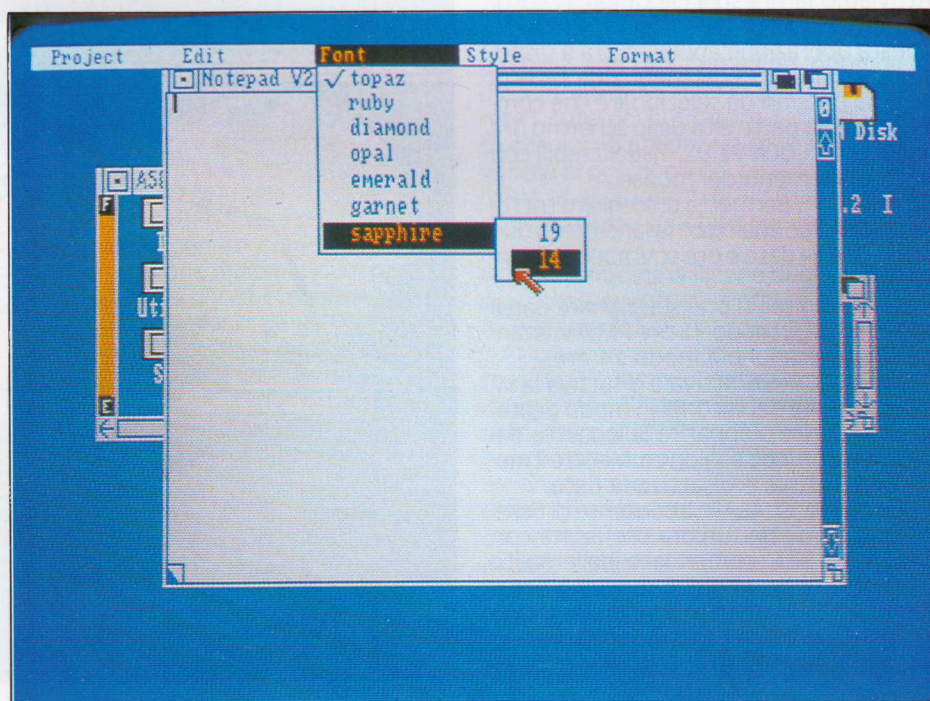 Project Edit Font Style Format
Notepad V2
topaz
ruby
diamond
opal
emerald
garnet
sapphire
19
14
0
Disk
.2 I
F
Uti
S
E